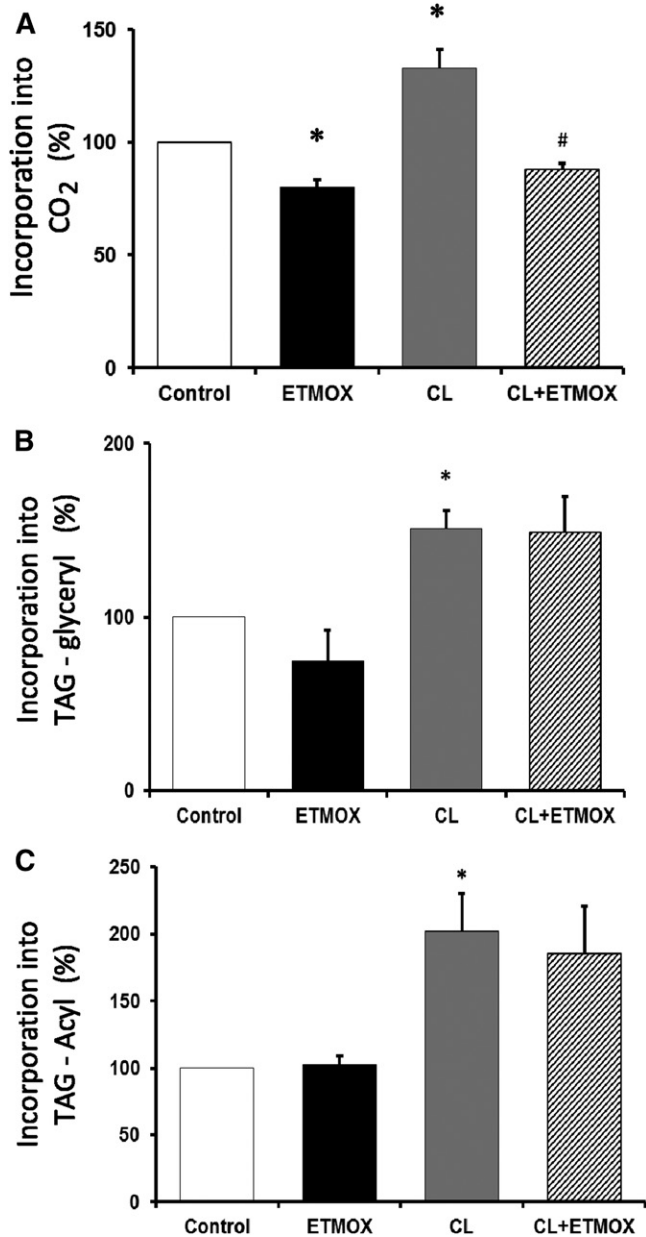 A
Incorporation into
CO2 (%)
150
100
50
0
*
*
#
Control ETMOX CL CL+ETMOX
B
Incorporation into
TAG - glyceryl (%)
200
100
0
*
Control ETMOX CL CL+ETMOX
C
Incorporation into
TAG - Acyl (%)
250
200
150
100
50
0
*
Control ETMOX CL CL+ETMOX